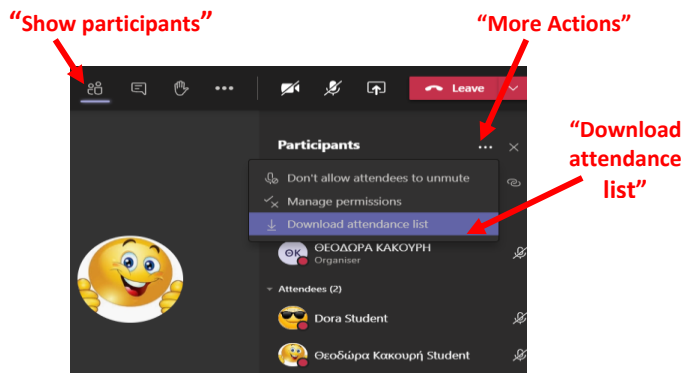 “Show participants”
“More Actions”
Leave
Participants
“Download
attendance
list”
Don't allow attendees to unmute
Manage permissions
Download attendance list
ΘΚ
ΘΕΟΔΩΡΑ ΚΑΚΟΥΡΗ
Organiser
Attendees (2)
Dora Student
Θεοδώρα Κακουρή Student